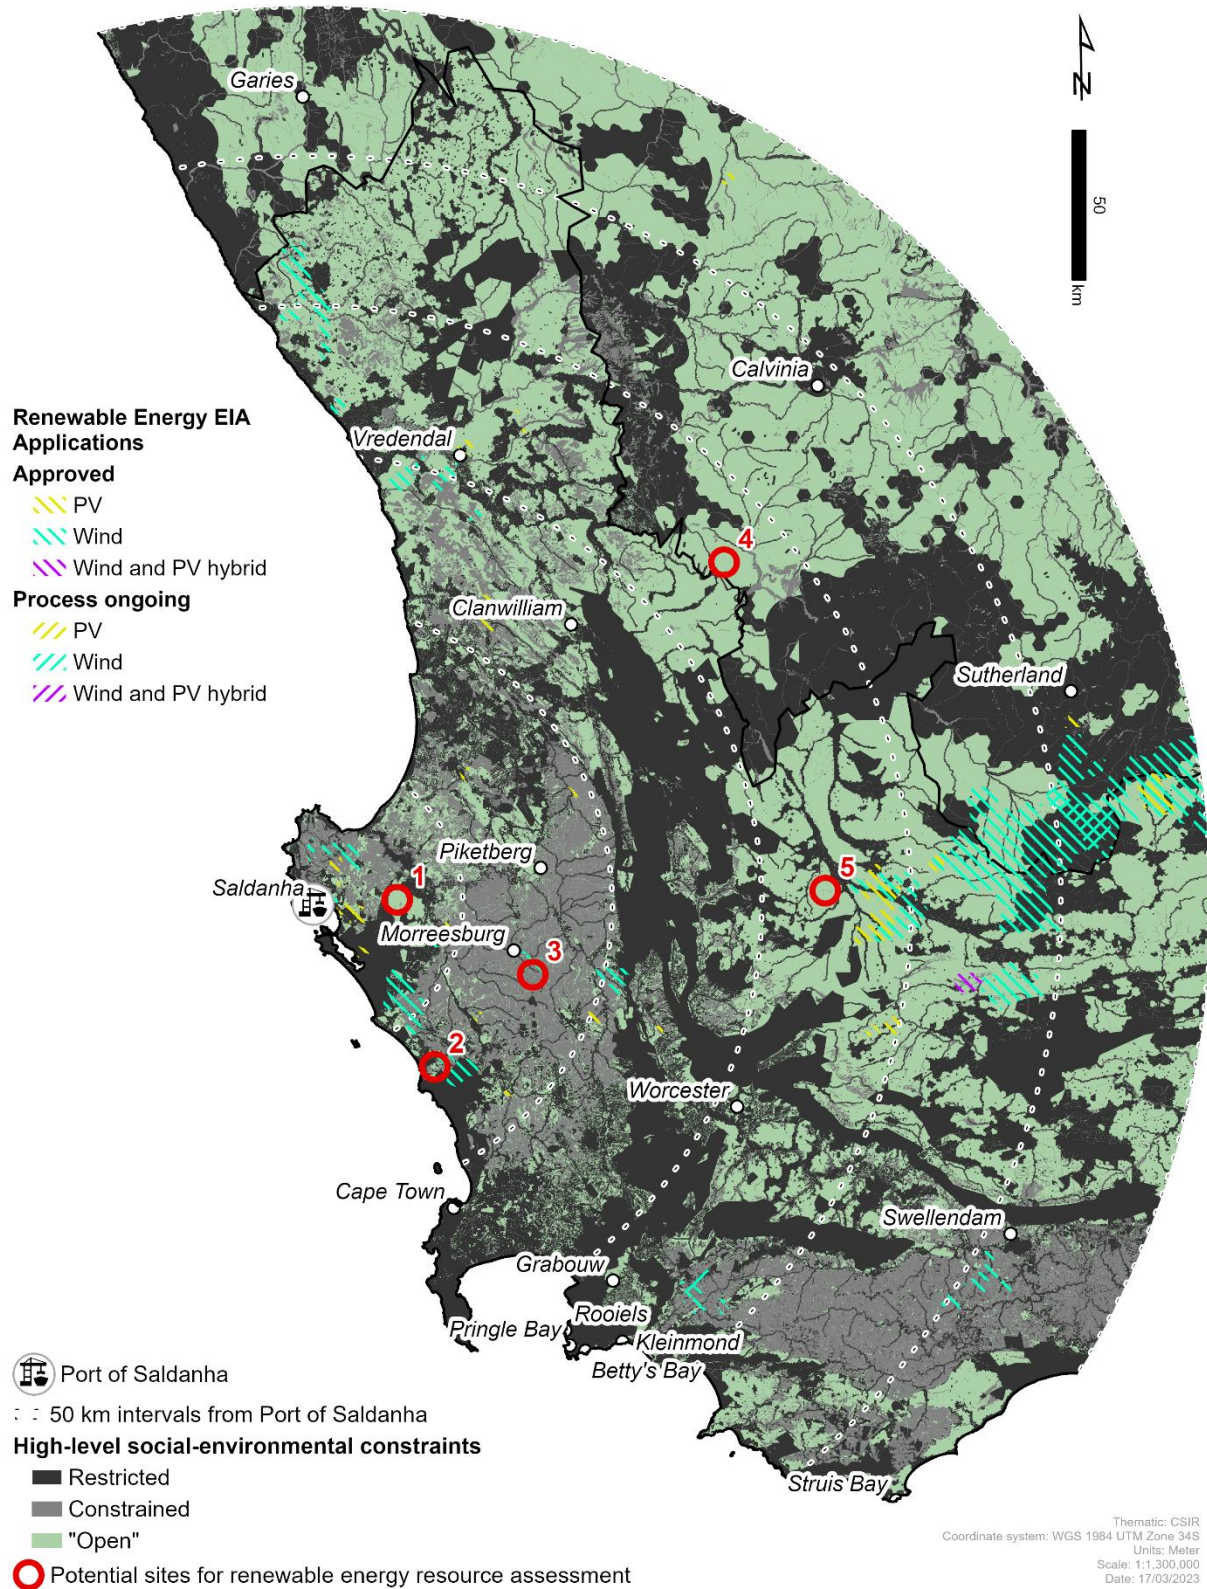 Garies
N
50
km
Calvinia
Renewable Energy EIA
Applications
Approved
PV
Wind
Wind and PV hybrid
Process ongoing
PV
Wind
Wind and PV hybrid
Vredendal
4
Clanwilliam
Sutherland
Piketberg
1
5
Saldanha
Morreesburg
3
2
Worcester
Cape Town
Swellendam
Grabouw
Rooiels
Pringle Bay
Kleinmond
Betty's Bay
Struis Bay
Port of Saldanha
50 km intervals from Port of Saldanha
High-level social-environmental constraints
Restricted
Constrained
"Open"
Potential sites for renewable energy resource assessment
Thematic: CSIR
Coordinate system: WGS 1984 UTM Zone 34S
Units: Meter
Scale: 1:1,300,000
Date: 17/03/2023